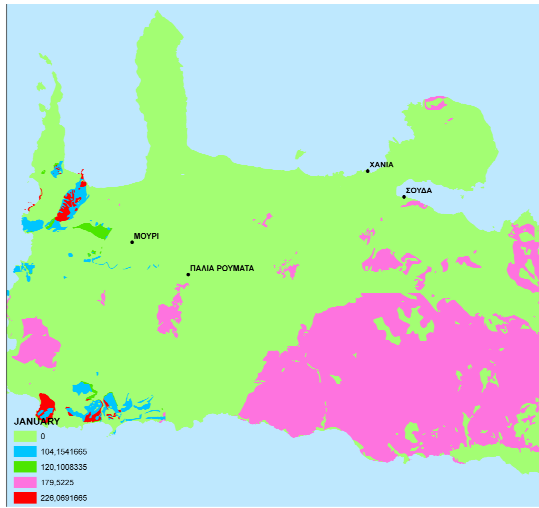 ΧΑΝΙΑ
ΣΟΥΔΑ
ΜΟΥΡΙ
ΠΑΛΙΑ ΡΟΥΜΑΤΑ
JANUARY
0
104,1541665
120,1008335
179,5225
226,0691665